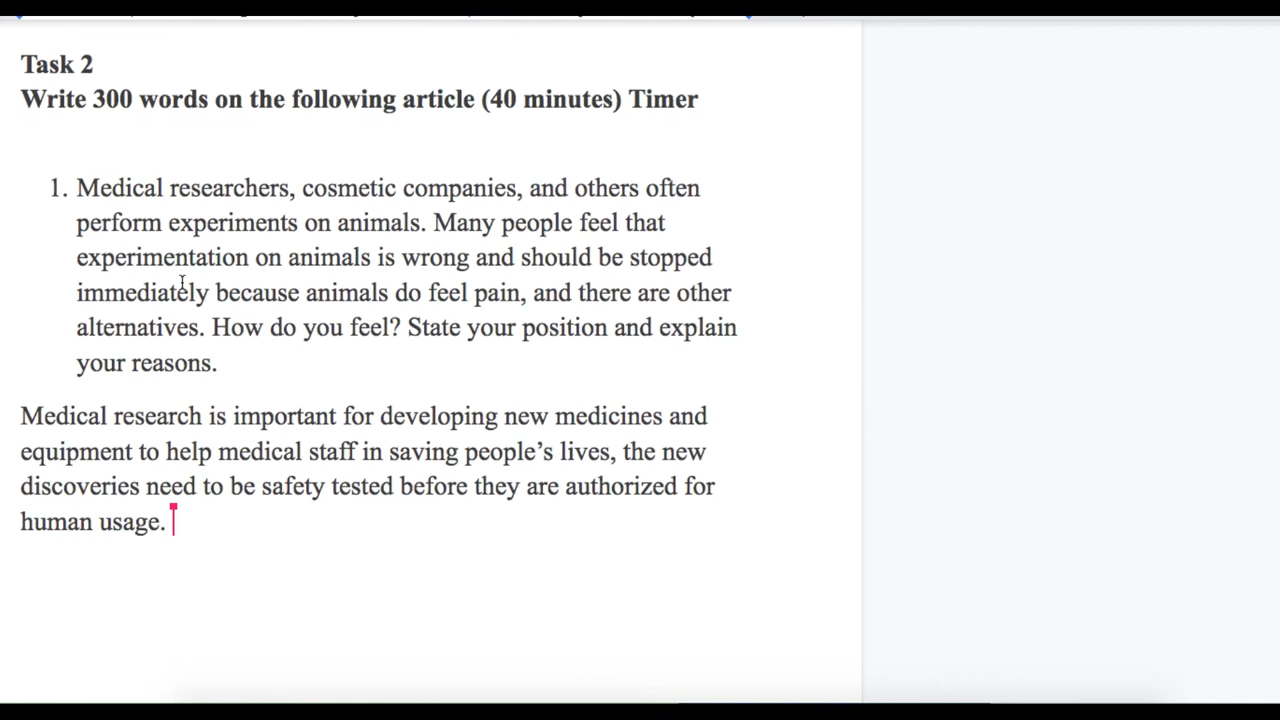 Task 2
Write 300 words on the following article (40 minutes) Timer
1. Medical researchers, cosmetic companies, and others often
perform experiments on animals. Many people feel that
experimentation on animals is wrong and should be stopped
immediately because animals do feel pain, and there are other
alternatives. How do you feel? State your position and explain
your reasons.
Medical research is important for developing new medicines and
equipment to help medical staff in saving people’s lives, the new
discoveries need to be safety tested before they are authorized for
human usage.